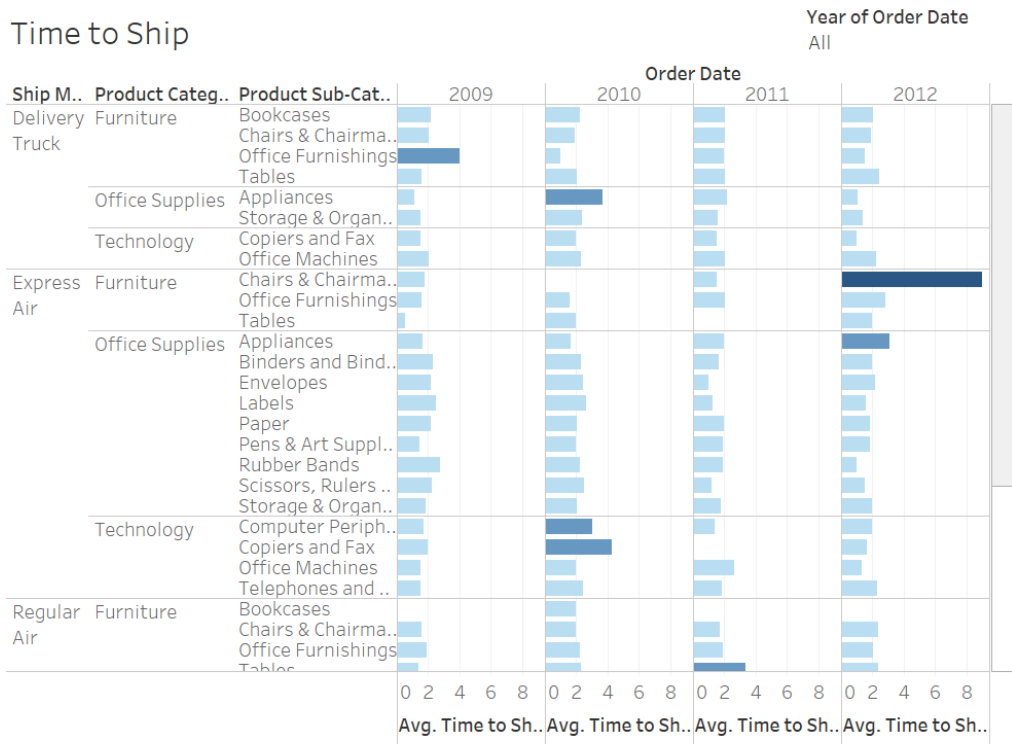 Time to Ship
Year of Order Date
All
Order Date
Ship M.. Product Categ.. Product Sub-Cat.. 2009 2010 2011 2012
Delivery Truck Furniture Bookcases
Chairs & Chairma..
Office Furnishings
Tables
Office Supplies Appliances
Storage & Organ..
Technology Copiers and Fax
Office Machines
Express Air Furniture Chairs & Chairma..
Office Furnishings
Tables
Office Supplies Appliances
Binders and Bind..
Envelopes
Labels
Paper
Pens & Art Suppl..
Rubber Bands
Scissors, Rulers ..
Storage & Organ..
Technology Computer Periph..
Copiers and Fax
Office Machines
Telephones and ..
Regular Air Furniture Bookcases
Chairs & Chairma..
Office Furnishings
Tables
0 2 4 6 8 0 2 4 6 8 0 2 4 6 8 0 2 4 6 8
Avg. Time to Sh.. Avg. Time to Sh.. Avg. Time to Sh.. Avg. Time to Sh..